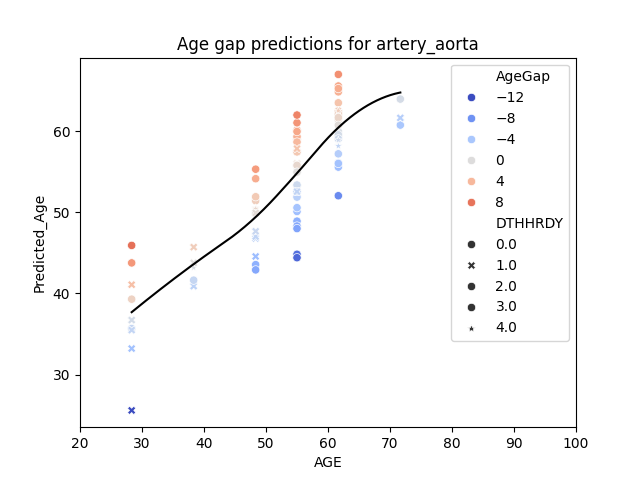 Age gap predictions for artery_aorta
Predicted_Age
60
50
40
30
20 30 40 50 60 70 80 90 100
AGE
AgeGap
−12
−8
−4
0
4
8
DTHHRDY
0.0
1.0
2.0
3.0
4.0